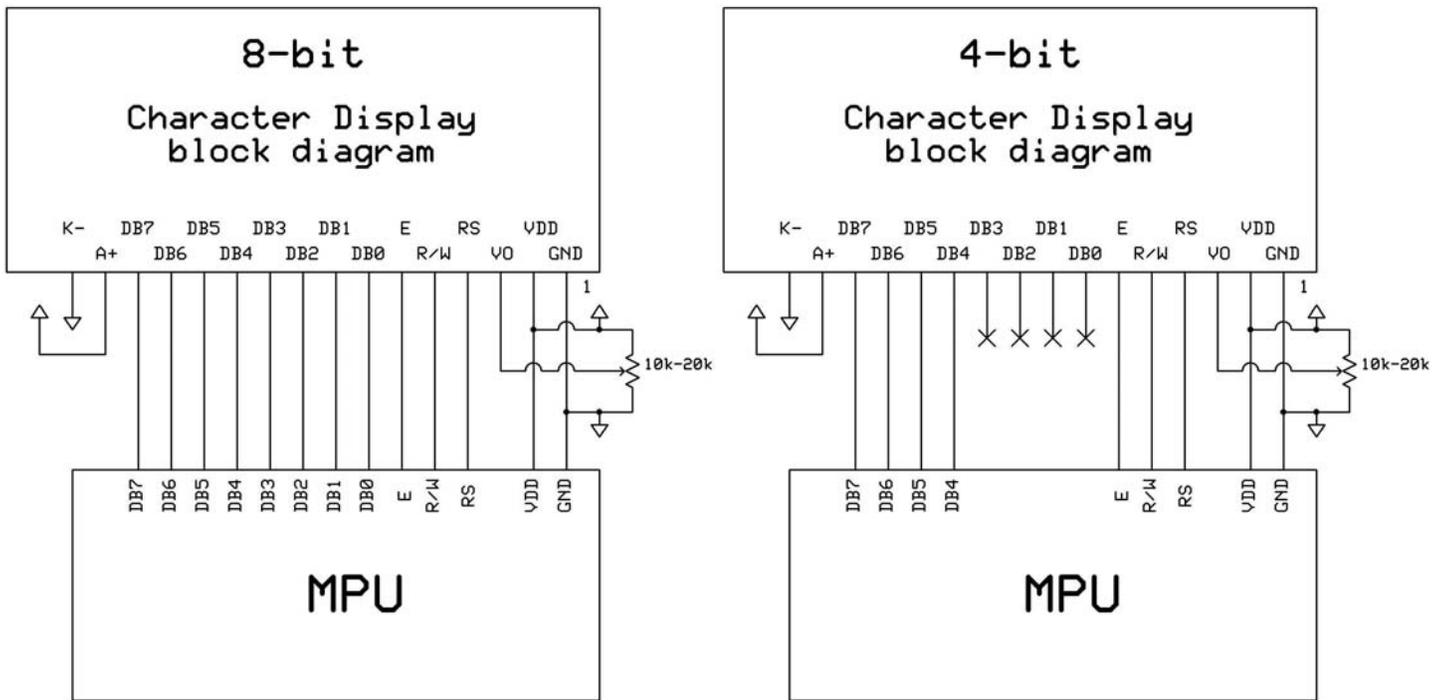 8-bit
Character Display
block diagram
K- DB7 DB5 DB3 DB1 E RS VDD
A+ DB6 DB4 DB2 DB0 R/W VO GND
1
10k-20k
DB7 DB6 DB5 DB4 DB3 DB2 DB1 DB0 E R/W RS VDD GND
MPU
4-bit
Character Display
block diagram
K- DB7 DB5 DB3 DB1 E RS VDD
A+ DB6 DB4 DB2 DB0 R/W VO GND
1
10k-20k
DB7 DB6 DB5 DB4 E R/W RS VDD GND
MPU